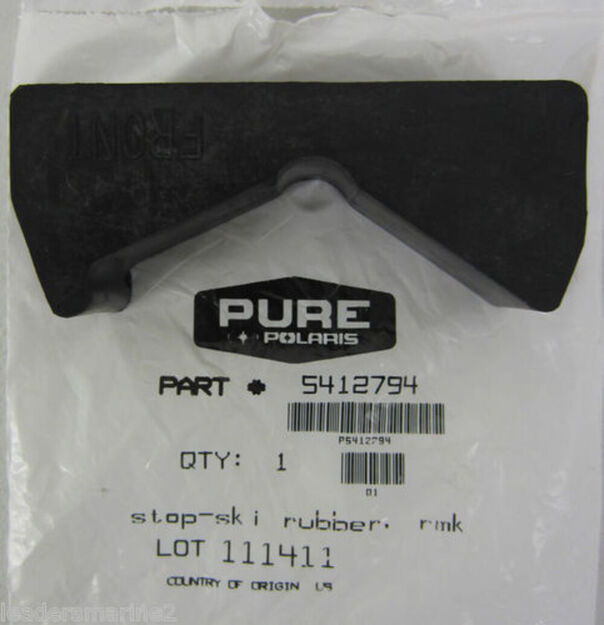 FRONT
PURE
POLARIS
PART # 5412794
P5412794
QTY: 1
01
stop-ski rubber, rmk
LOT 111411
COUNTRY OF ORIGIN US
leaderamarine2